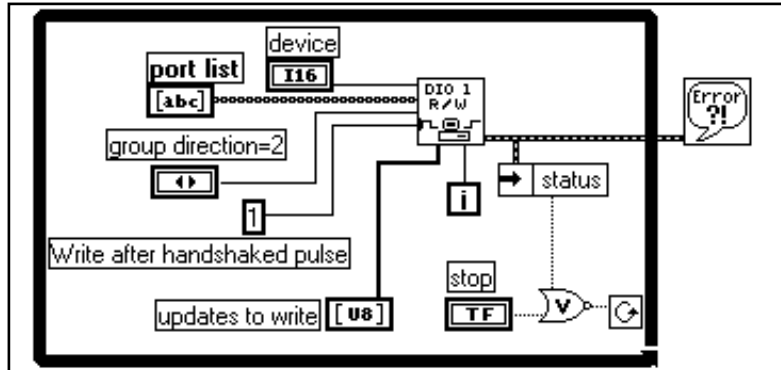 device
I16
port list
[abc]
DIO 1
R/W
Error
?!
group direction=2
status
1
i
Write after handshaked pulse
stop
updates to write
[U8]
TF
V